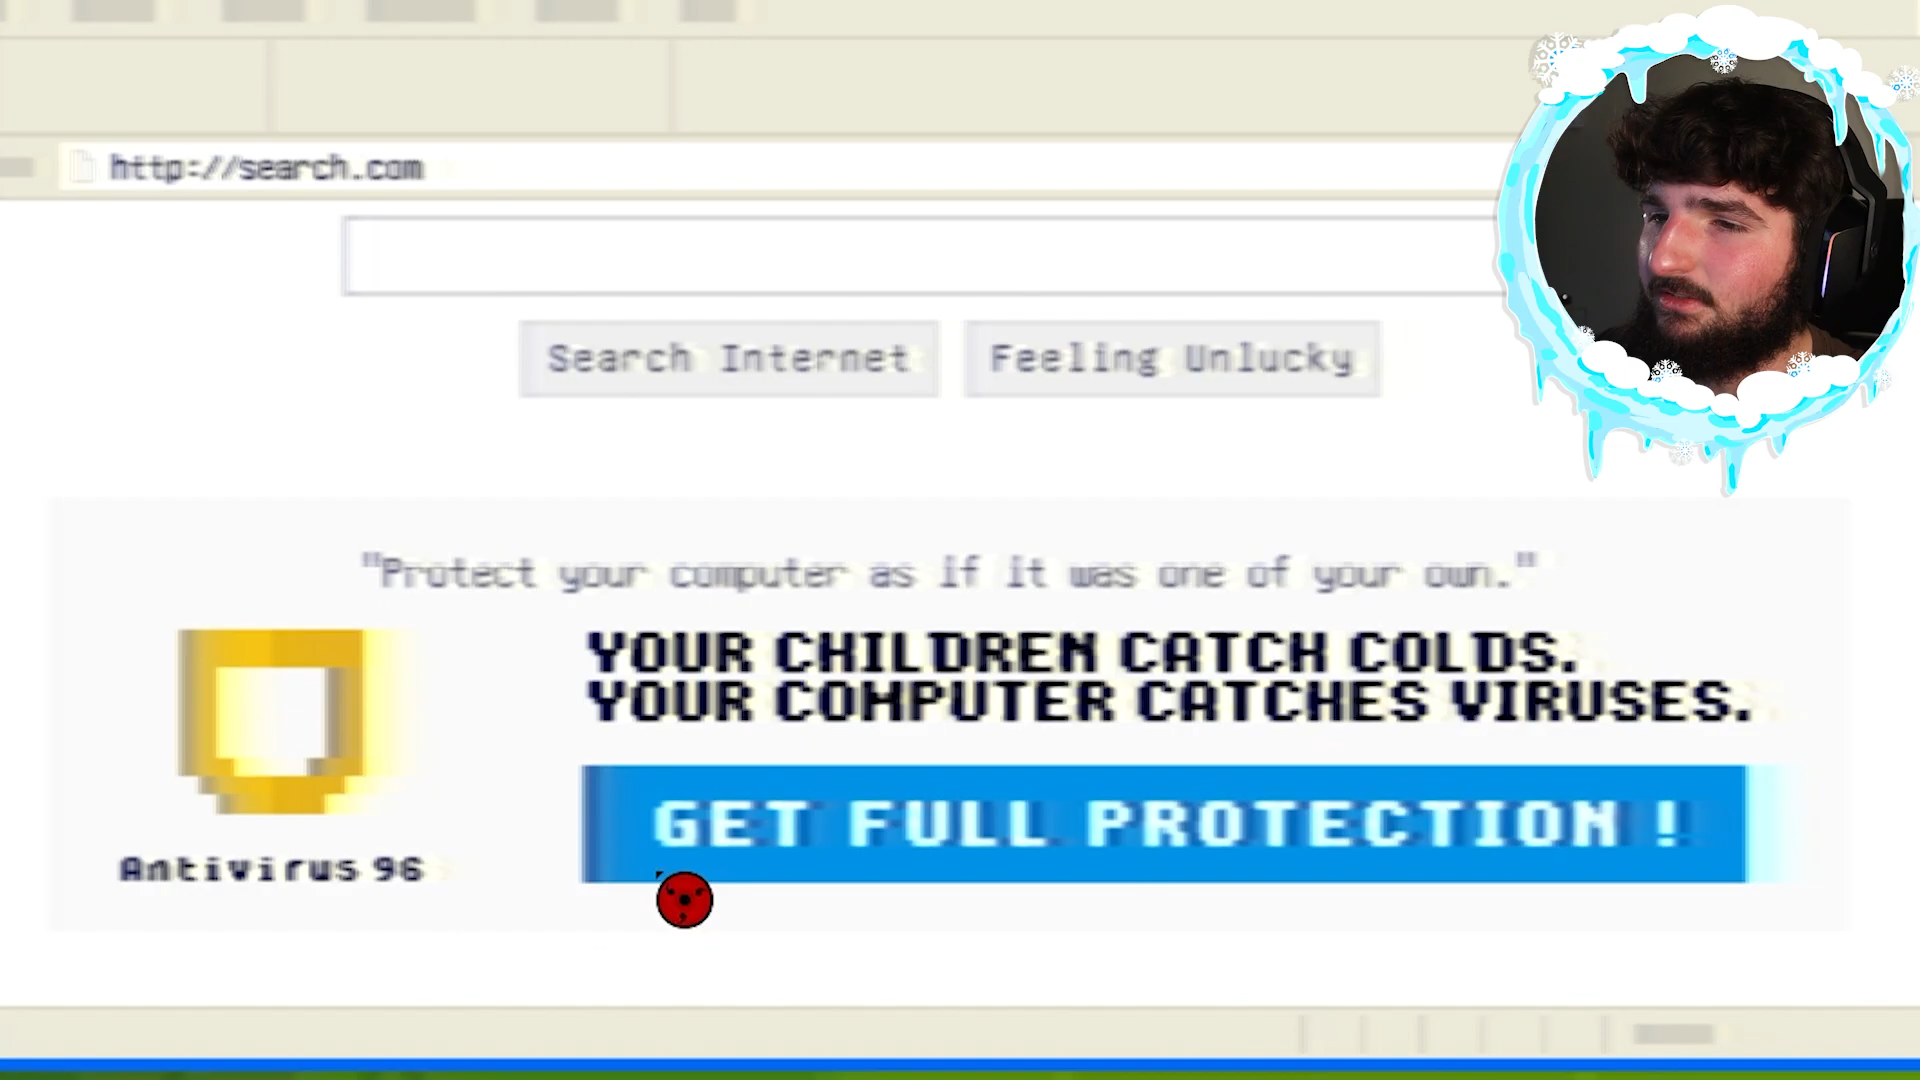 http://search.com
Search Internet
Feeling Unlucky
"Protect your computer as if it was one of your own."
YOUR CHILDREN CATCH COLDS.
YOUR COMPUTER CATCHES VIRUSES.
GET FULL PROTECTION !
Antivirus 96